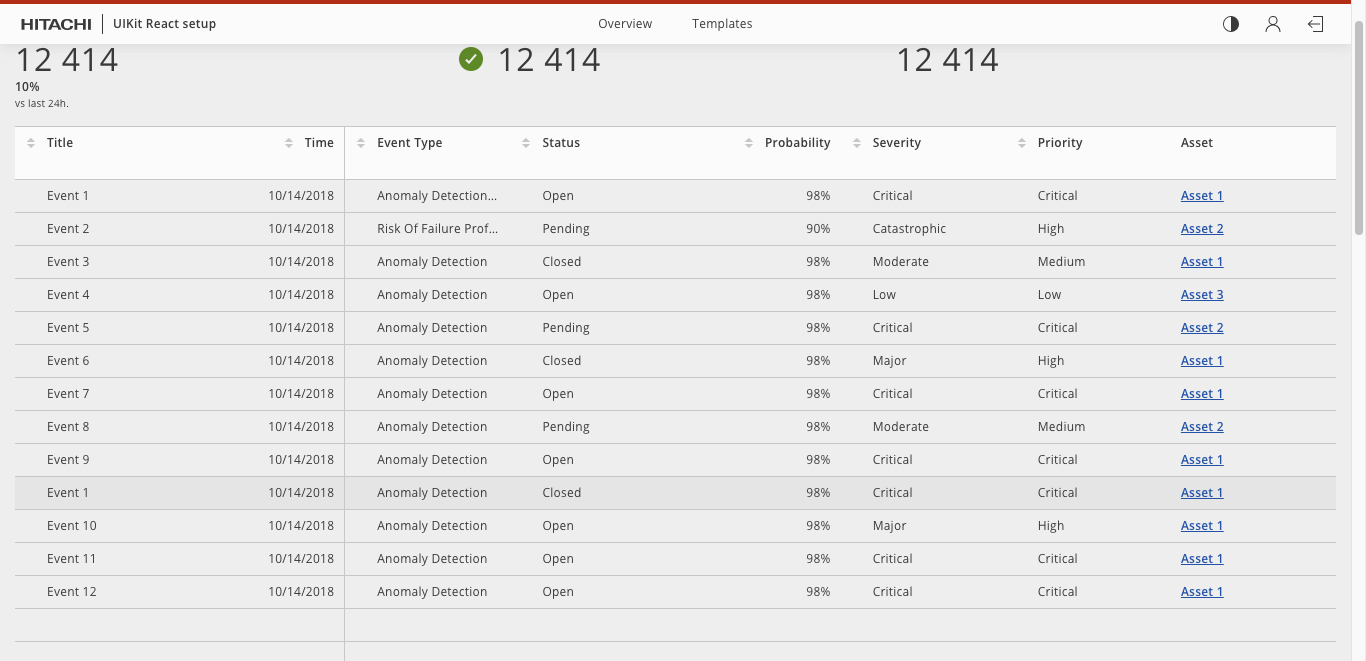 HITACHI UIKit React setup Overview Templates
12 414 12 414 12 414
10%
vs last 24h.
Title Time Event Type Status Probability Severity Priority Asset
Event 1 10/14/2018 Anomaly Detection... Open 98% Critical Critical Asset 1
Event 2 10/14/2018 Risk Of Failure Prof... Pending 90% Catastrophic High Asset 2
Event 3 10/14/2018 Anomaly Detection Closed 98% Moderate Medium Asset 1
Event 4 10/14/2018 Anomaly Detection Open 98% Low Low Asset 3
Event 5 10/14/2018 Anomaly Detection Pending 98% Critical Critical Asset 2
Event 6 10/14/2018 Anomaly Detection Closed 98% Major High Asset 1
Event 7 10/14/2018 Anomaly Detection Open 98% Critical Critical Asset 1
Event 8 10/14/2018 Anomaly Detection Pending 98% Moderate Medium Asset 2
Event 9 10/14/2018 Anomaly Detection Open 98% Critical Critical Asset 1
Event 1 10/14/2018 Anomaly Detection Closed 98% Critical Critical Asset 1
Event 10 10/14/2018 Anomaly Detection Open 98% Major High Asset 1
Event 11 10/14/2018 Anomaly Detection Open 98% Critical Critical Asset 1
Event 12 10/14/2018 Anomaly Detection Open 98% Critical Critical Asset 1